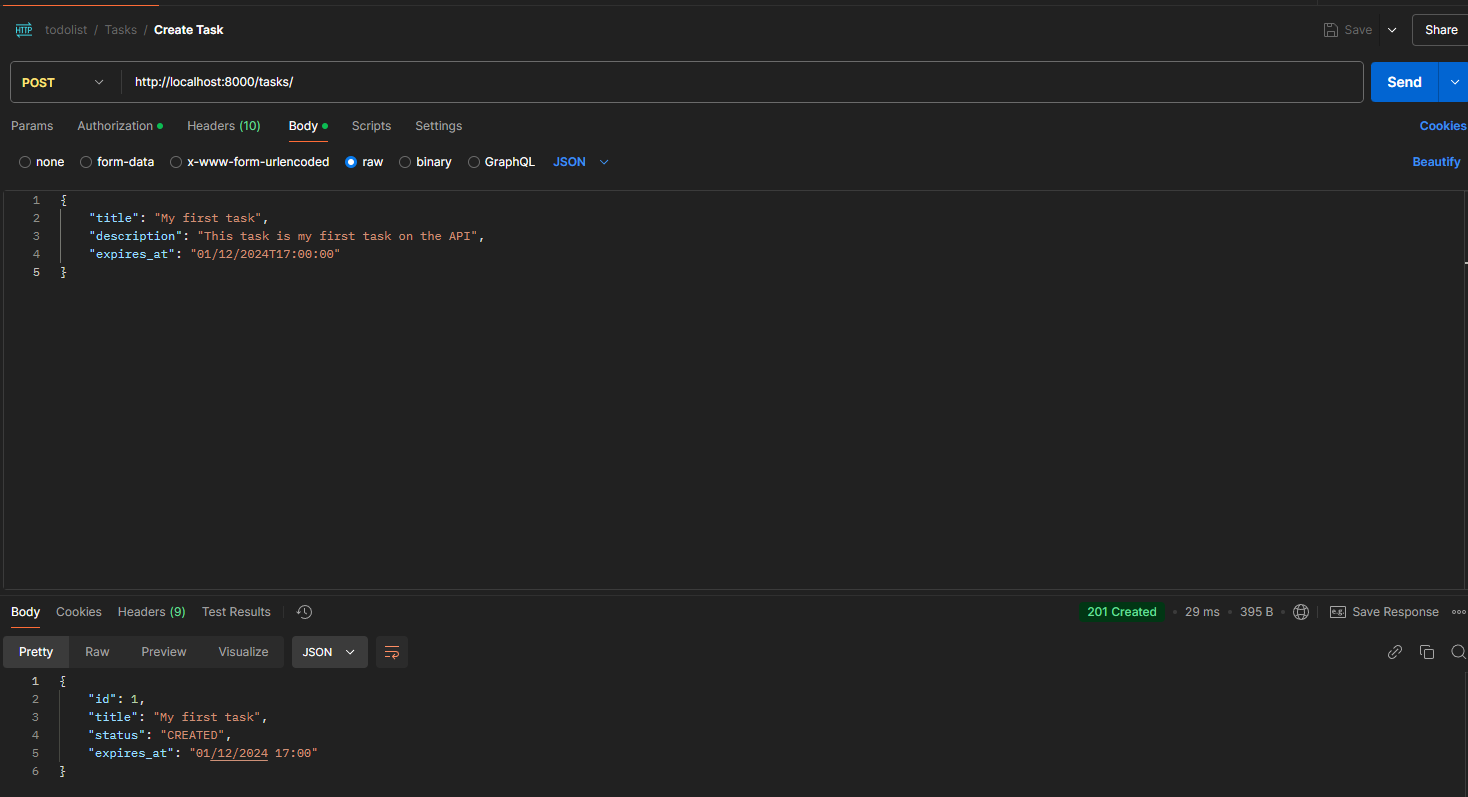 HTTP todolist / Tasks / Create Task Save Share
POST http://localhost:8000/tasks/ Send
Params Authorization Headers (10) Body Scripts Settings Cookies
none form-data x-www-form-urlencoded raw binary GraphQL JSON Beautify
1 {
2 "title": "My first task",
3 "description": "This task is my first task on the API",
4 "expires_at": "01/12/2024T17:00:00"
5 }
Body Cookies Headers (9) Test Results 201 Created • 29 ms • 395 B • e.g. Save Response
Pretty Raw Preview Visualize JSON
1 {
2 "id": 1,
3 "title": "My first task",
4 "status": "CREATED",
5 "expires_at": "01/12/2024 17:00"
6 }